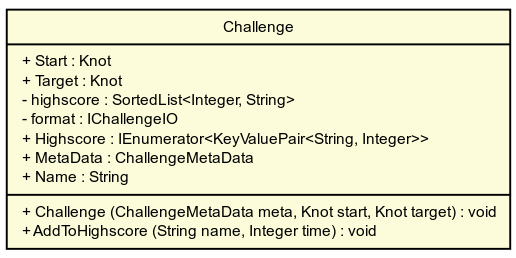 Challenge
+ Start : Knot
+ Target : Knot
- highscore : SortedList<Integer, String>
- format : IChallengeIO
+ Highscore : IEnumerator<KeyValuePair<String, Integer>>
+ MetaData : ChallengeMetaData
+ Name : String
+ Challenge (ChallengeMetaData meta, Knot start, Knot target) : void
+ AddToHighscore (String name, Integer time) : void